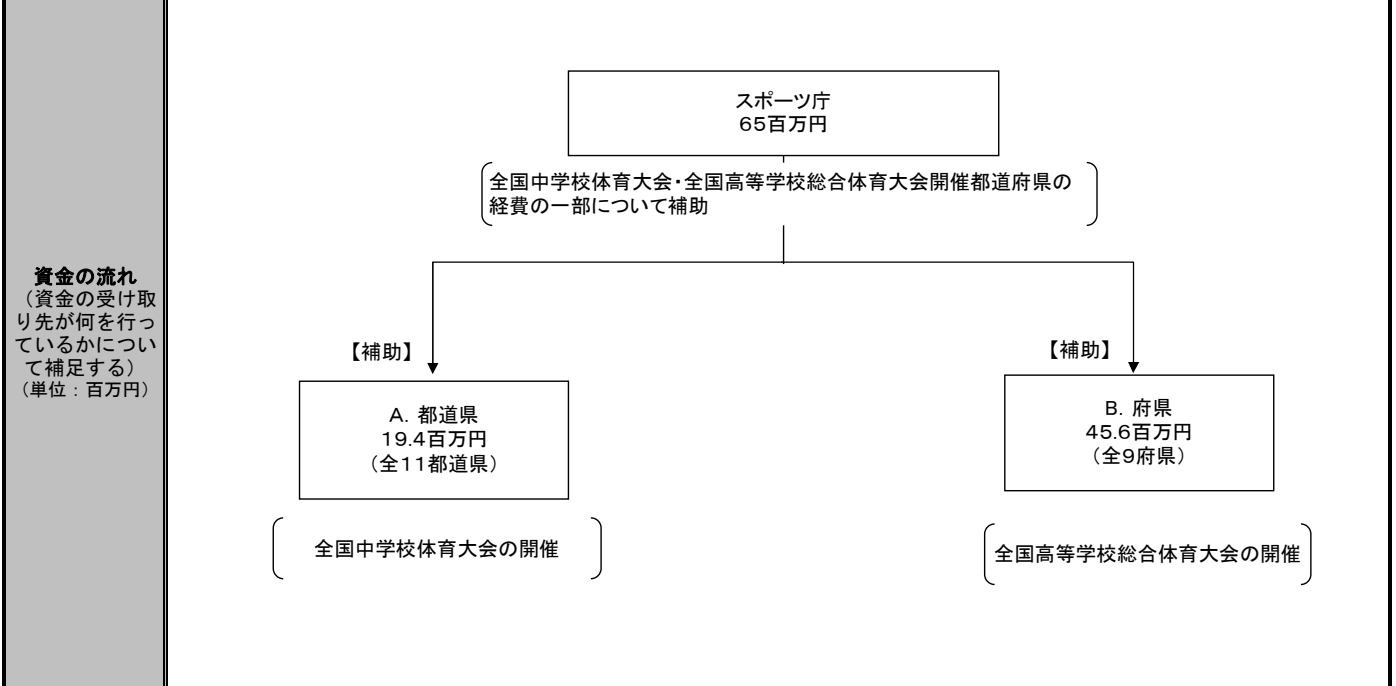 資金の流れ
（資金の受け取
り先が何を行っ
ているかについ
て補足する）
（単位：百万円）
スポーツ庁
６５百万円
全国中学校体育大会・全国高等学校総合体育大会開催都道府県の
経費の一部について補助
【補助】
A．都道県
19.4百万円
（全１１都道県）
全国中学校体育大会の開催
【補助】
B．府県
45.6百万円
（全９府県）
全国高等学校総合体育大会の開催